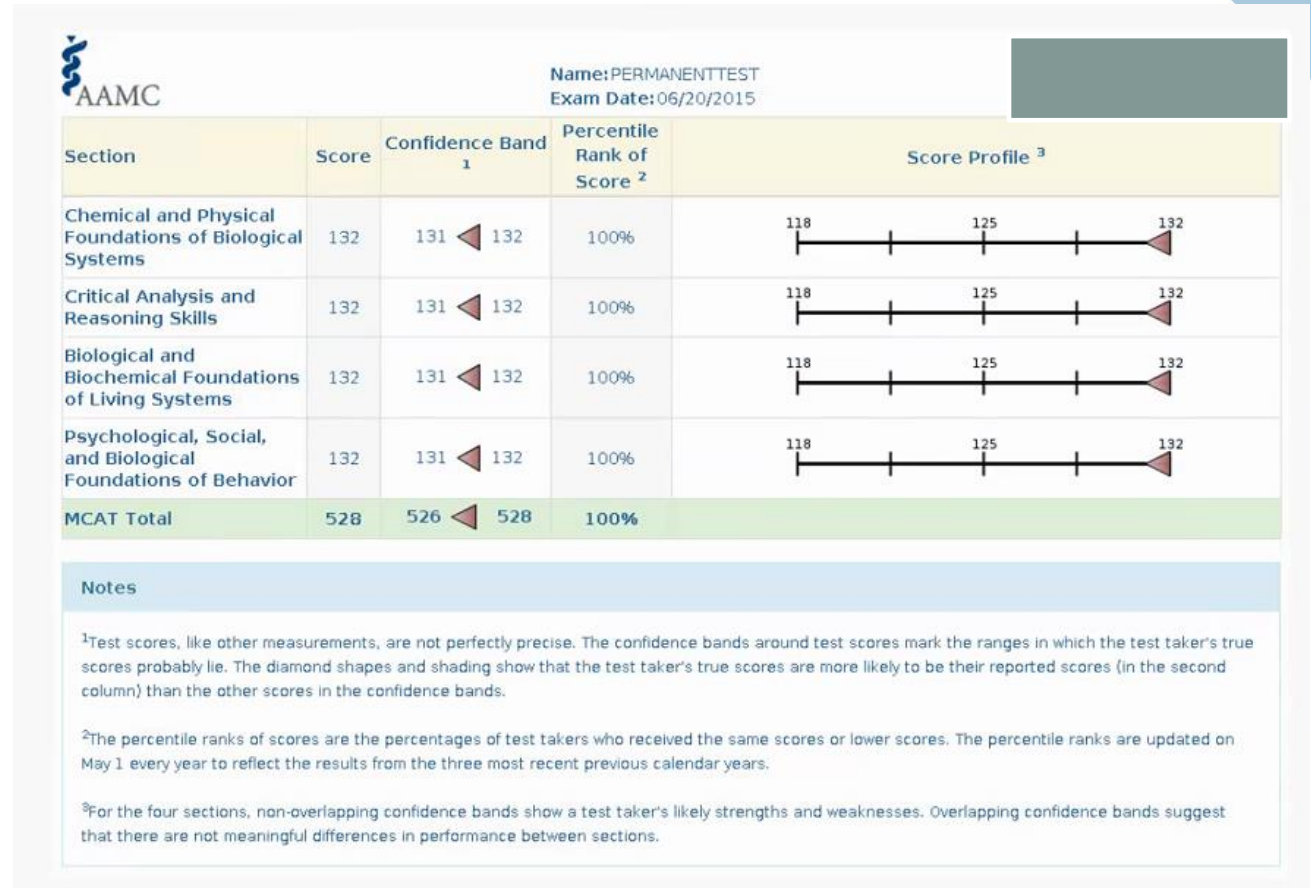 AAMC
Name:PERMANENTTEST
Exam Date:06/20/2015
Section Score Confidence Band 1 Percentile Rank of Score 2 Score Profile 3
Chemical and Physical
Foundations of Biological
Systems
132 131 132 100% 118 125 132
Critical Analysis and
Reasoning Skills
132 131 132 100% 118 125 132
Biological and
Biochemical Foundations
of Living Systems
132 131 132 100% 118 125 132
Psychological, Social,
and Biological
Foundations of Behavior
132 131 132 100% 118 125 132
MCAT Total 528 526 528 100%
Notes
1Test scores, like other measurements, are not perfectly precise. The confidence bands around test scores mark the ranges in which the test taker's true
scores probably lie. The diamond shapes and shading show that the test taker's true scores are more likely to be their reported scores (in the second
column) than the other scores in the confidence bands.
2The percentile ranks of scores are the percentages of test takers who received the same scores or lower scores. The percentile ranks are updated on
May 1 every year to reflect the results from the three most recent previous calendar years.
3For the four sections, non-overlapping confidence bands show a test taker's likely strengths and weaknesses. Overlapping confidence bands suggest
that there are not meaningful differences in performance between sections.